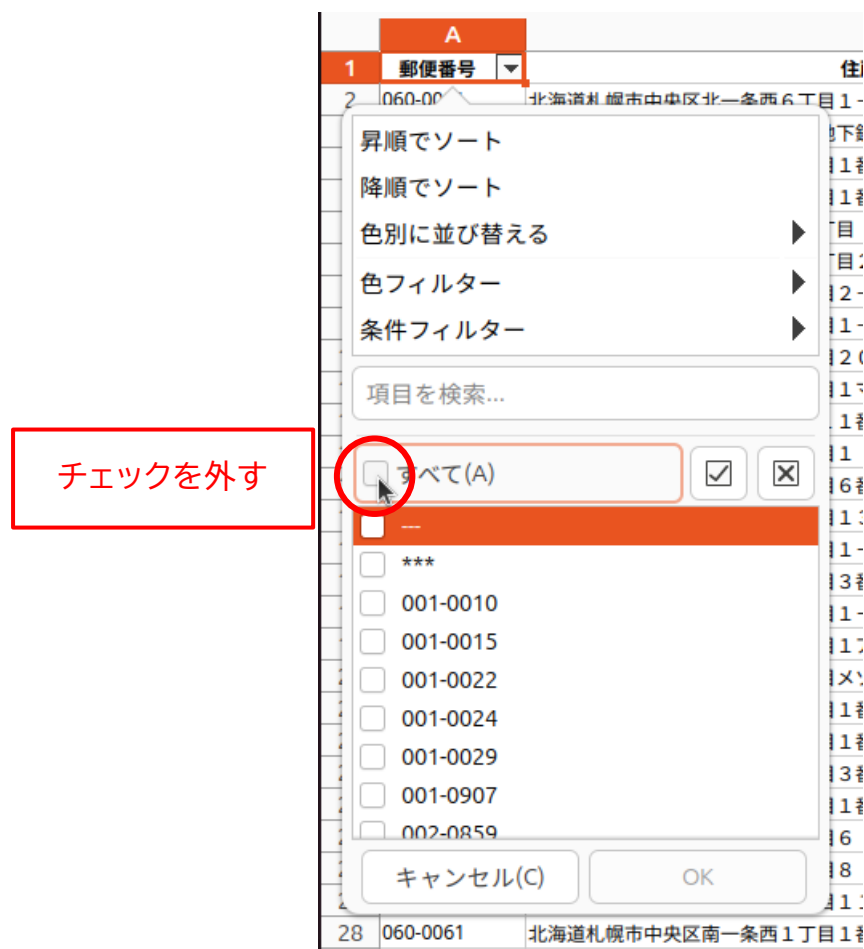 A
1 郵便番号
2 060-00 北海道札幌市中央区北一条西６丁目１
昇順でソート
降順でソート
色別に並び替える
色フィルター
条件フィルター
項目を検索...
チェックを外す
すべて(A)
---
***
001-0010
001-0015
001-0022
001-0024
001-0029
001-0907
002-0859
キャンセル(C) OK
28 060-0061 北海道札幌市中央区南一条西１丁目１番